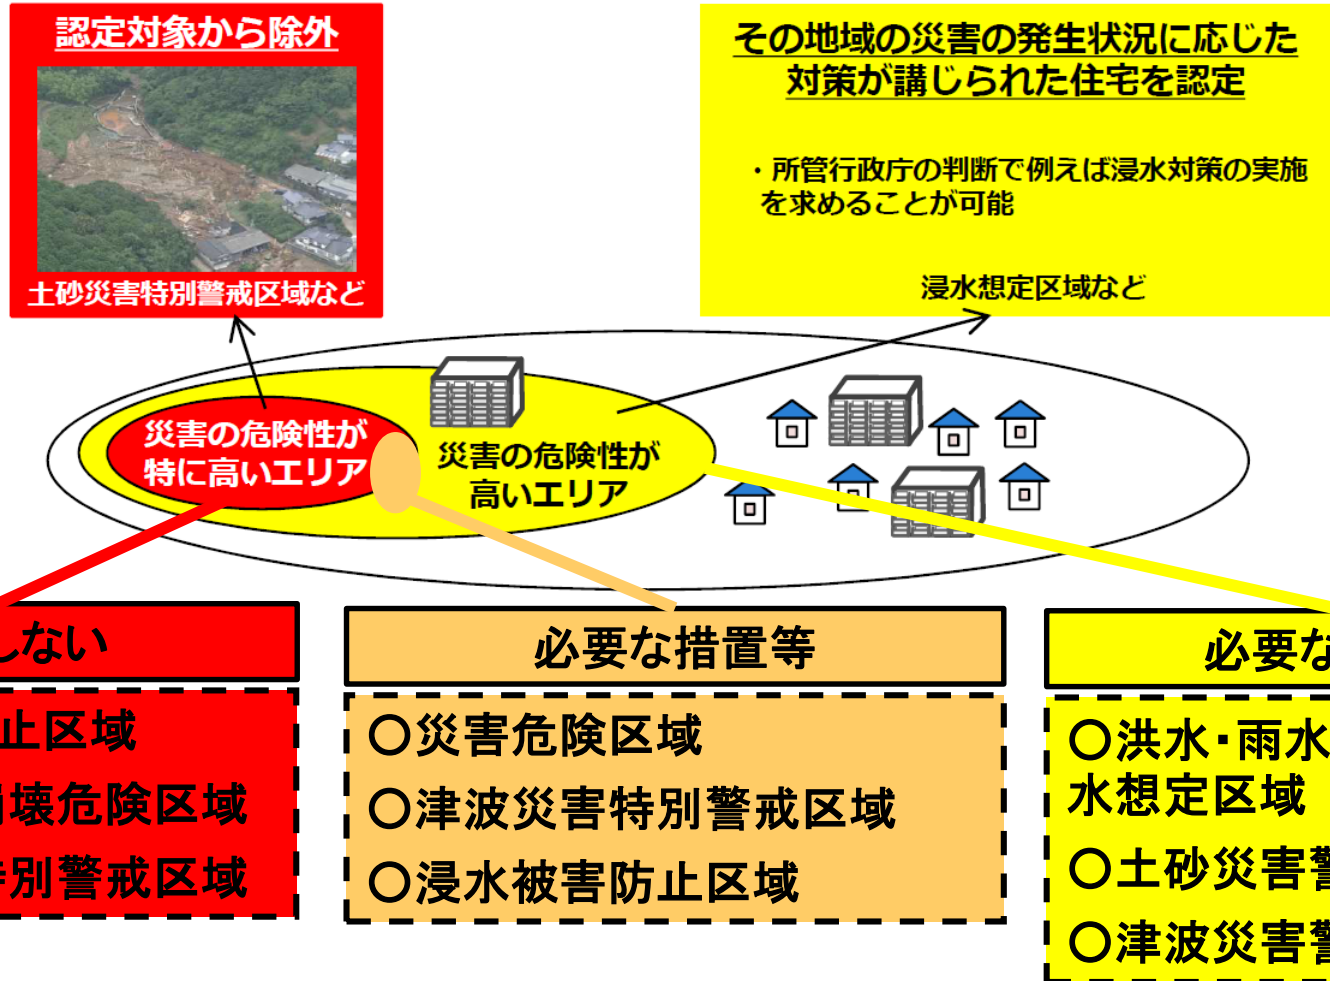 認定対象から除外
土砂災害特別警戒区域など
その地域の災害の発生状況に応じた
対策が講じられた住宅を認定
・所管行政庁の判断で例えば浸水対策の実施
を求めることが可能
浸水想定区域など
災害の危険性が
特に高いエリア
災害の危険性が
高いエリア
しない
止区域
壊危険区域
別警戒区域
必要な措置等
〇災害危険区域
〇津波災害特別警戒区域
〇浸水被害防止区域
必要な
〇洪水・雨水
水想定区域
〇土砂災害警
〇津波災害警